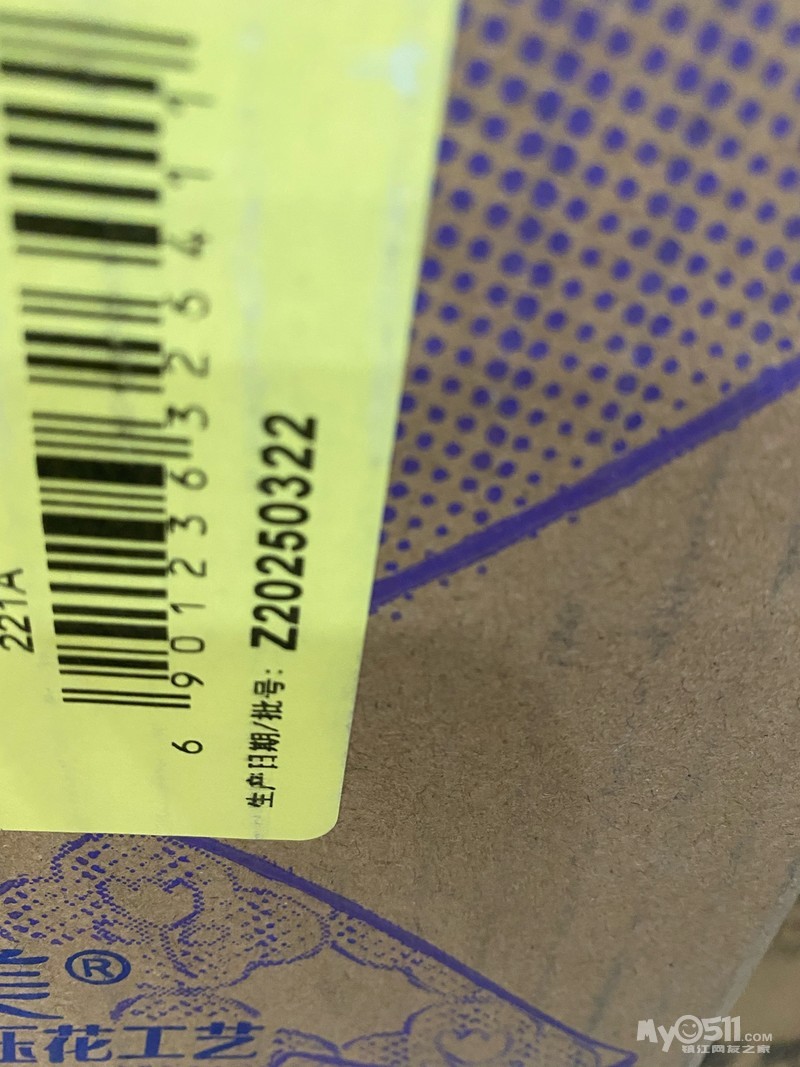 221A
6 901236 326411
生产日期/批号: Z20250322
®
压花工艺
My0511.COM
镇江网友之家